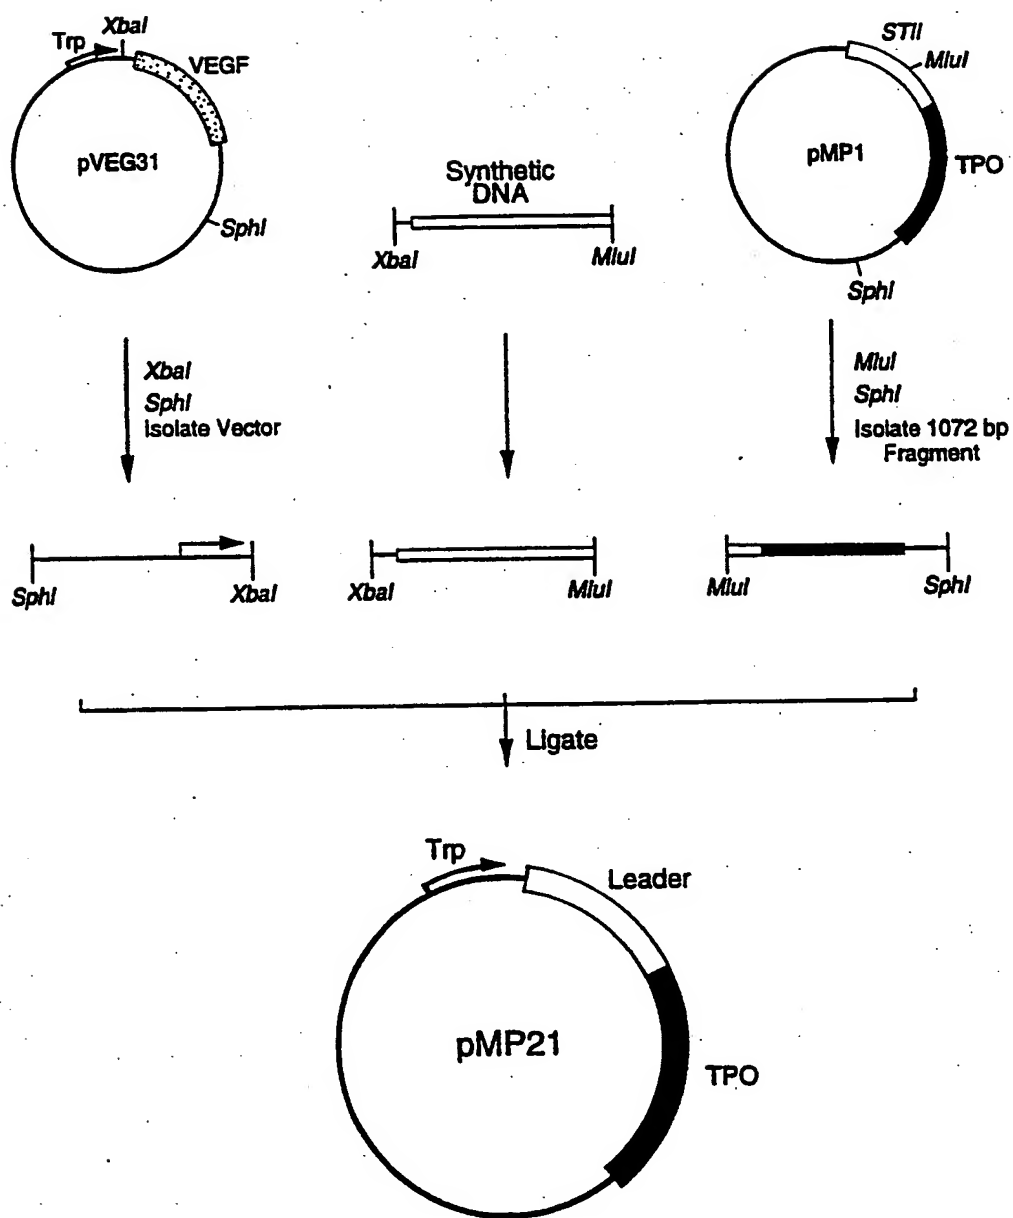 XbaI
Trp
VEGF
pVEG31
SphI
Synthetic
DNA
XbaI
MluI
STII
MluI
pMP1
TPO
SphI
XbaI
SphI
Isolate Vector
MluI
SphI
Isolate 1072 bp
Fragment
SphI
XbaI
XbaI
MluI
MluI
SphI
Ligate
Trp
Leader
pMP21
TPO